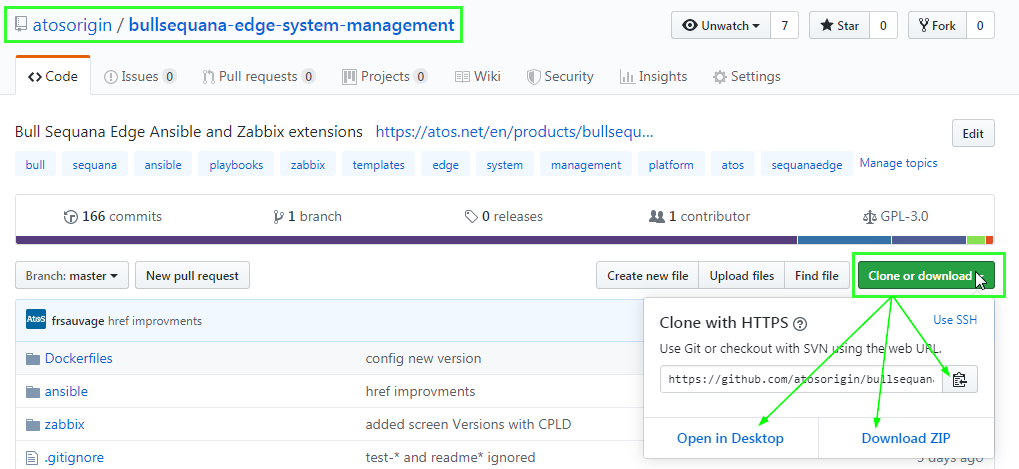 atosorigin / bullsequana-edge-system-management
Unwatch 7 Star 0 Fork 0
Code Issues 0 Pull requests 0 Projects 0 Wiki Security Insights Settings
Bull Sequana Edge Ansible and Zabbix extensions https://atos.net/en/products/bullsequ...
Edit
bull sequana ansible playbooks zabbix templates edge system management platform atos sequanaedge Manage topics
166 commits 1 branch 0 releases 1 contributor GPL-3.0
Branch: master New pull request Create new file Upload files Find file Clone or download
Atos frsauvage href improvments
Clone with HTTPS Use SSH
Use Git or checkout with SVN using the web URL.
https://github.com/atosorigin/bullsequana
Open in Desktop Download ZIP
Dockerfiles config new version
ansible href improvments
zabbix added screen Versions with CPLD
.gitignore test-* and readme* ignored 5 days ago